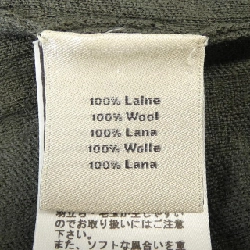 100% Laine
100% Wool
100% Lana
100% Wolle
100% Lana
のでお取り扱いにはご注意
下さい。
また、ソフトな風合いを重